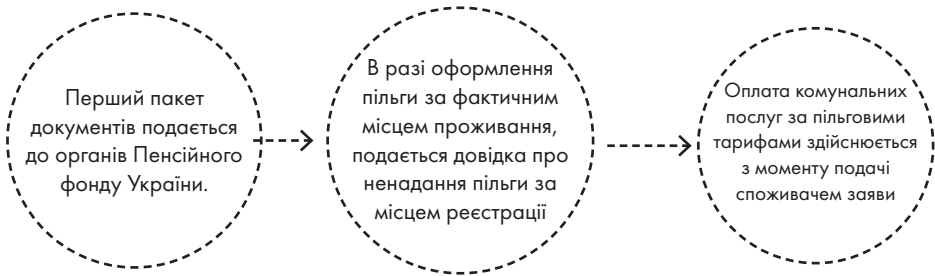 Перший пакет
документів подається
до органів Пенсійного
фонду України.
В разі оформлення
пільги за фактичним
місцем проживання,
подається довідка про
ненадання пільги за
місцем реєстрації
Оплата комунальних
послуг за пільговими
тарифами здійснюється
з моменту подачі
споживачем заяви